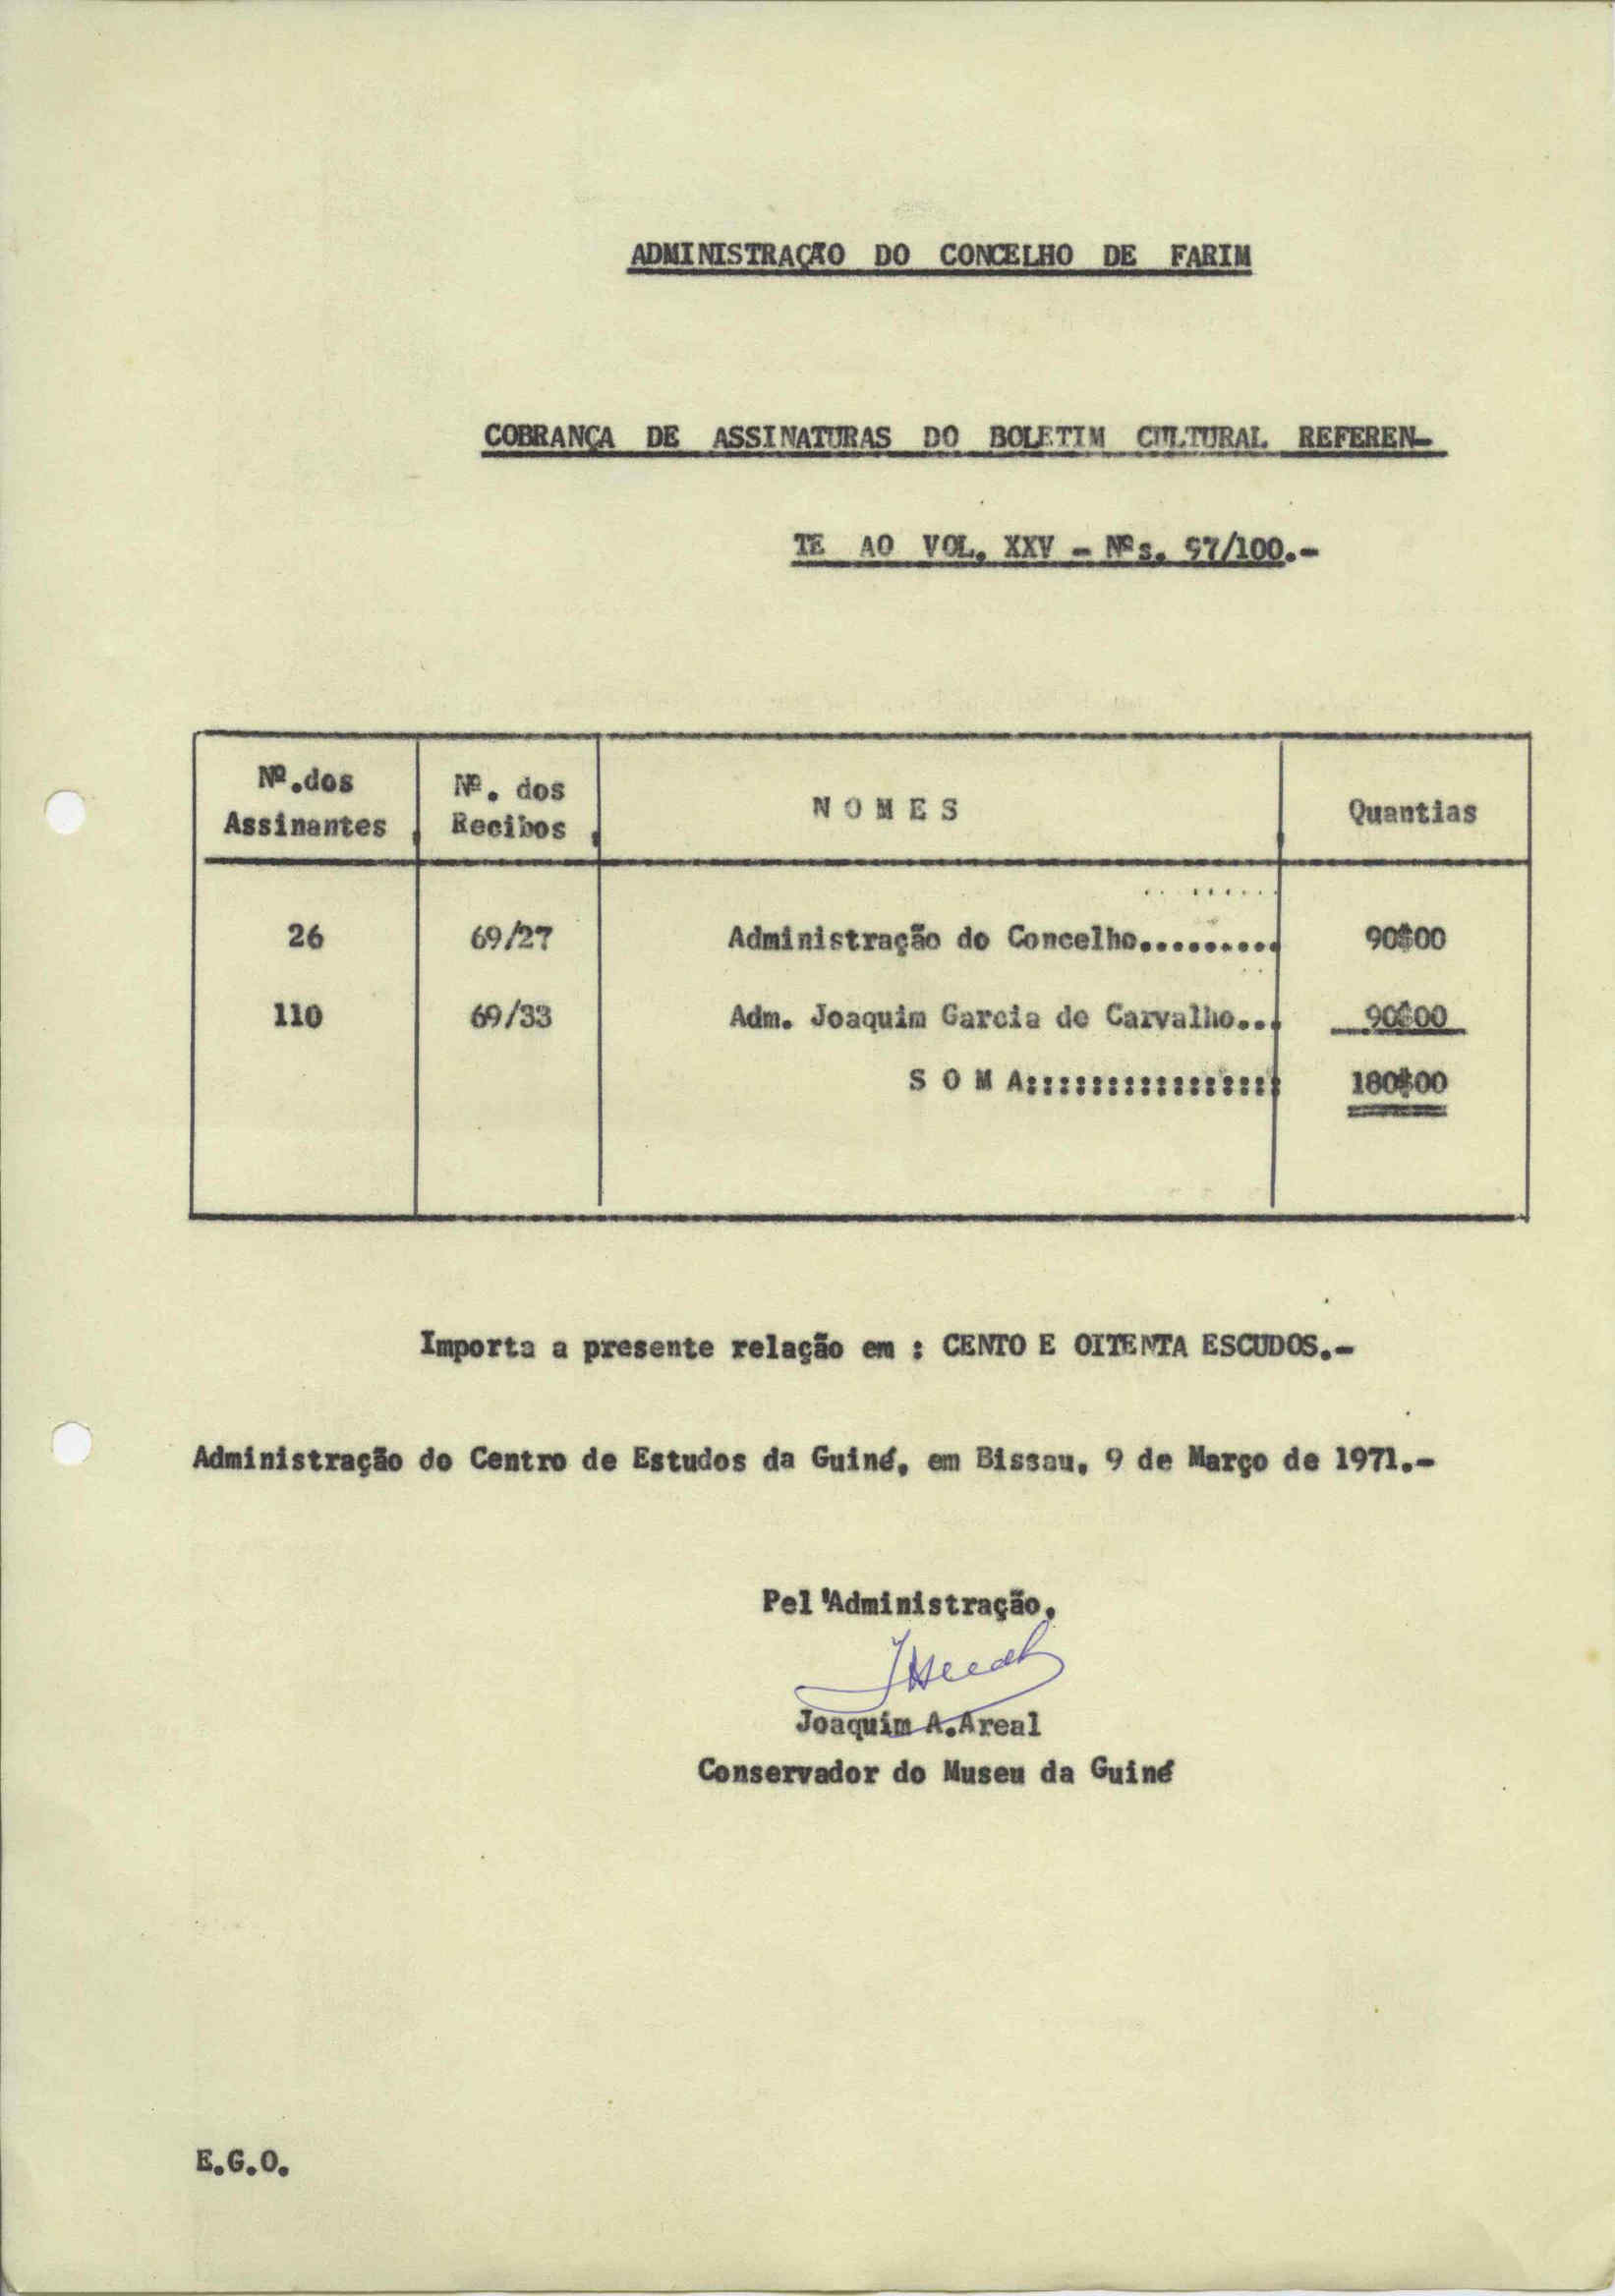 ADMINISTRAÇÃO DO CONCELHO DE FARIM
COBRANÇA DE ASSINATURAS DO BOLETIM CULTURAL REFEREN-
TE AO VOL. XXV - Nºs. 97/100.-
Nº.dos Assinantes Nº. dos Recibos NOMES Quantias
26 69/27 Administração do Concelho......... 90$00
110 69/33 Adm. Joaquim Garcia de Carvalho... 90$00
S O M A:::::::::::::::: 180$00
Importa a presente relação em : CENTO E OITENTA ESCUDOS.-
Administração do Centro de Estudos da Guiné, em Bissau, 9 de Março de 1971.-
Pel'Administração,
Joaquim A.Areal
Conservador do Museu da Guiné
E.G.O.